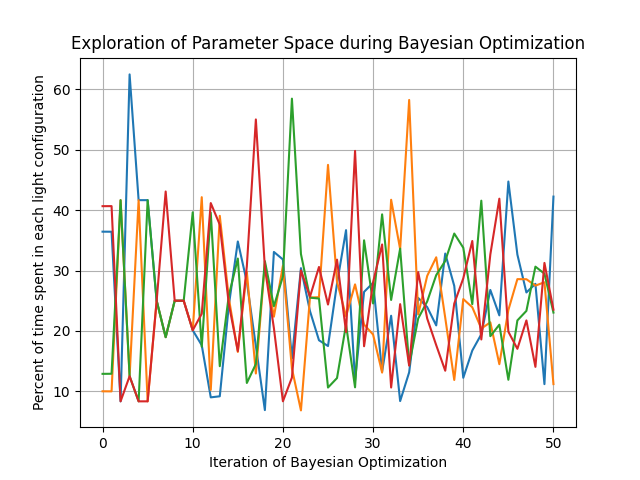 Exploration of Parameter Space during Bayesian Optimization
Percent of time spent in each light configuration
60
50
40
30
20
10
0 10 20 30 40 50
Iteration of Bayesian Optimization